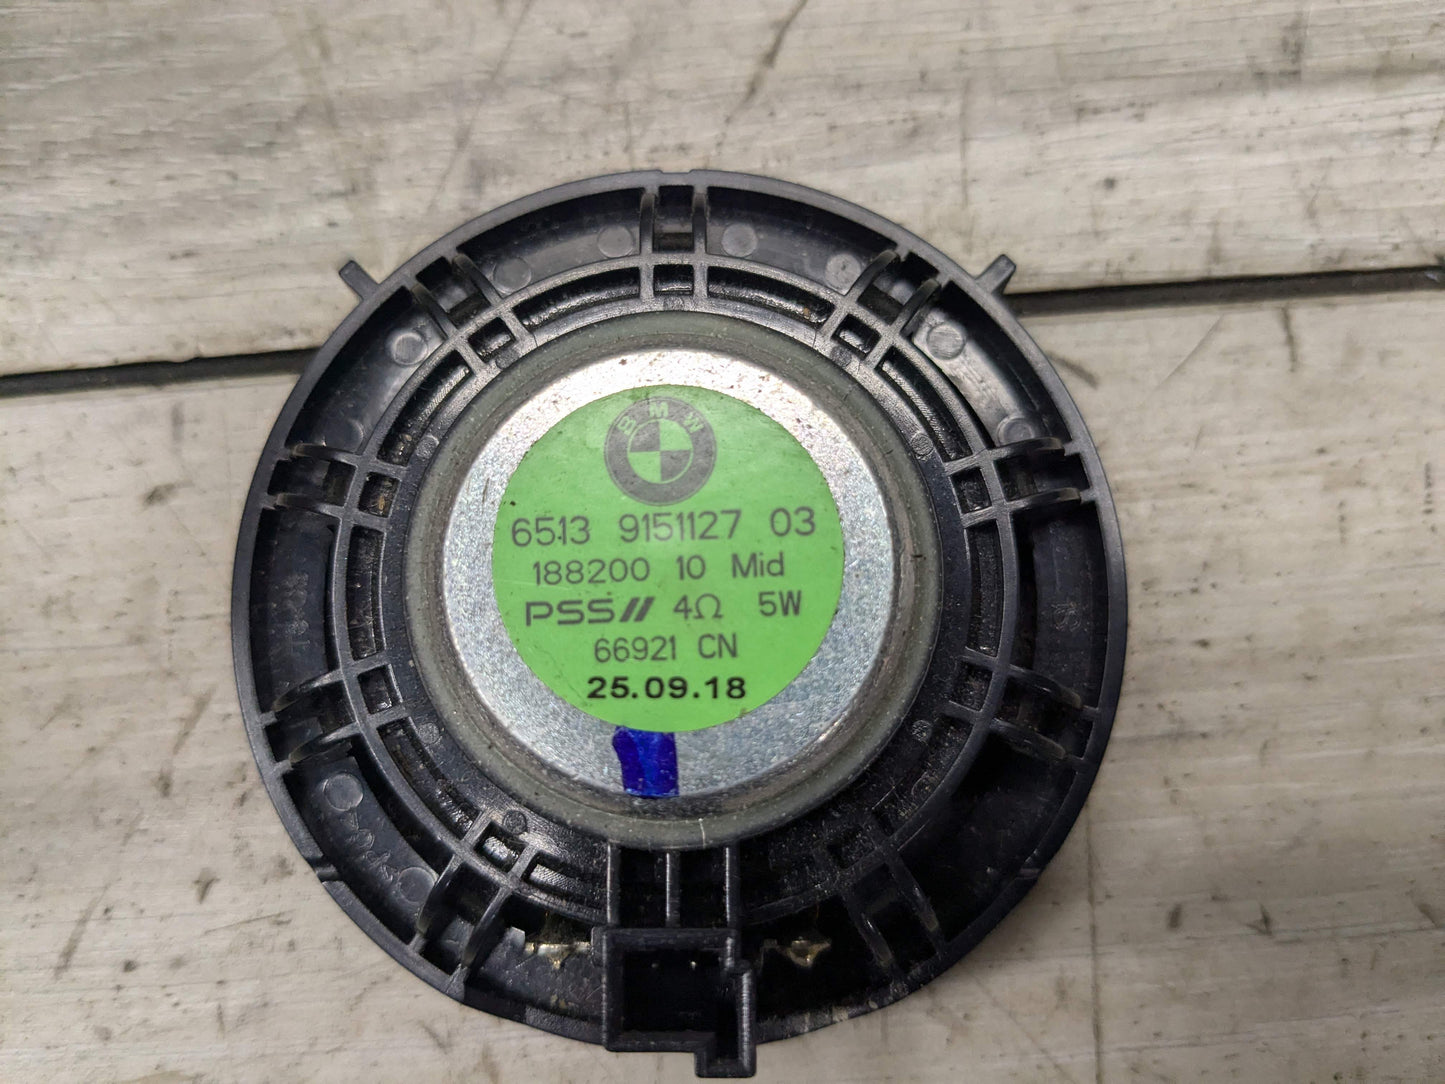 BMW
6513 9151127 03
188200 10 Mid
PSS// 4Ω 5W
66921 CN
25.09.18